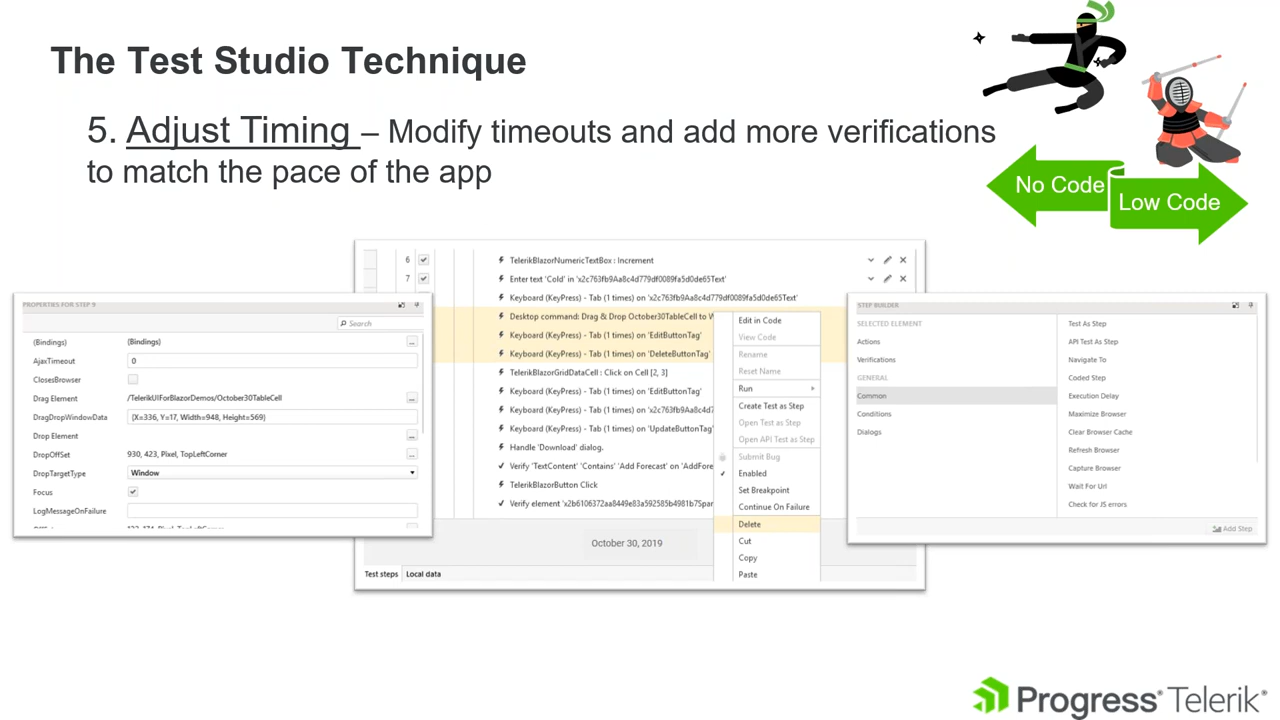 The Test Studio Technique
5. Adjust Timing – Modify timeouts and add more verifications
to match the pace of the app
No Code
Low Code
PROPERTIES FOR STEP 9
Search
(Bindings) (Bindings) ...
AjaxTimeout 0
ClosesBrowser
Drag Element /TelerikUIForBlazorDemos/October30TableCell ...
DragDropWindowData {X=336, Y=17, Width=948, Height=569}
Drop Element ...
DropOffSet 930, 423, Pixel, TopLeftCorner ...
DropTargetType Window
Focus
LogMessageOnFailure
6 TelerikBlazorNumericTextBox : Increment
7 Enter text 'Cold' in 'x2c763fb9Aa8c4d779df0089fa5d0de65Text'
Keyboard (KeyPress) - Tab (1 times) on 'x2c763fb9Aa8c4d779df0089fa5d0de65Text'
Desktop command: Drag & Drop October30TableCell to W
Keyboard (KeyPress) - Tab (1 times) on 'EditButtonTag'
Keyboard (KeyPress) - Tab (1 times) on 'DeleteButtonTag'
TelerikBlazorGridDataCell : Click on Cell [2, 3]
Keyboard (KeyPress) - Tab (1 times) on 'EditButtonTag'
Keyboard (KeyPress) - Tab (1 times) on 'x2c763fb9Aa8c4d7
Keyboard (KeyPress) - Tab (1 times) on 'UpdateButtonTag'
Handle 'Download' dialog.
Verify 'TextContent' 'Contains' 'Add Forecast' on 'AddFore
TelerikBlazorButton Click
Verify element 'x2b6106372aa8449e83a592585b4981b75par
October 30, 2019
Test steps Local data
Edit in Code
View Code
Rename
Reset Name
Run
Create Test as Step
Open Test as Step
Open API Test as Step
Submit Bug
Enabled
Set Breakpoint
Continue On Failure
Delete
Cut
Copy
Paste
STEP BUILDER
SELECTED ELEMENT
Actions
Verifications
GENERAL
Common
Conditions
Dialogs
Test As Step
API Test As Step
Navigate To
Coded Step
Execution Delay
Maximize Browser
Clear Browser Cache
Refresh Browser
Capture Browser
Wait For Url
Check for JS errors
Add Step
Progress® Telerik®